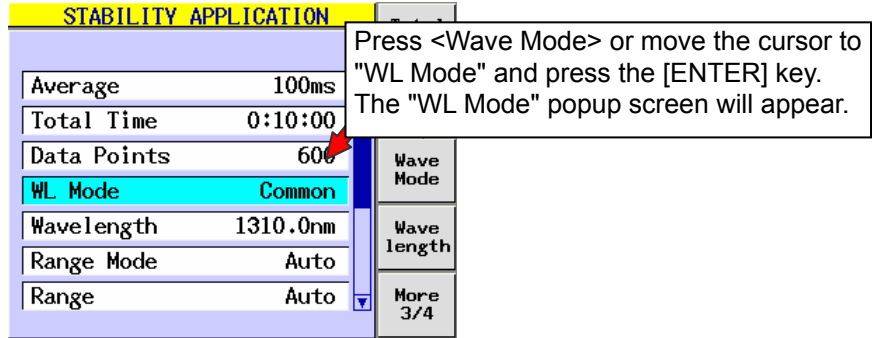 STABILITY APPLICATION
Press <Wave Mode> or move the cursor to
"WL Mode" and press the [ENTER] key.
The "WL Mode" popup screen will appear.
Average 100ms
Total Time 0:10:00
Data Points 600
WL Mode Common
Wavelength 1310.0nm
Range Mode Auto
Range Auto
Wave
Mode
Wave
length
More
3/4